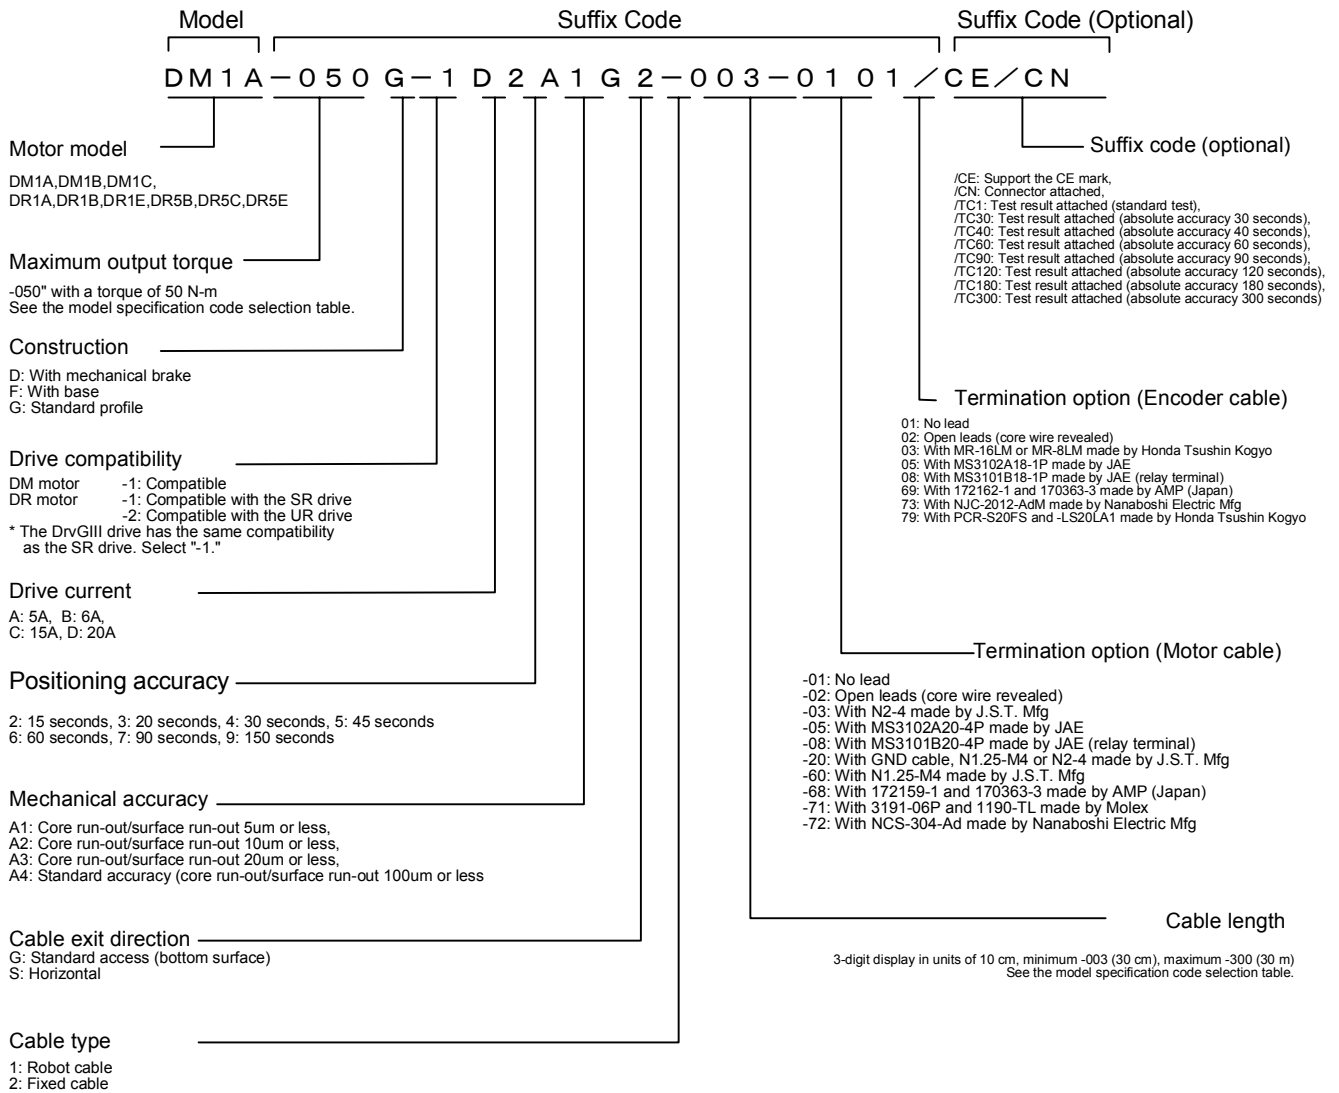 Model Suffix Code Suffix Code (Optional)
DM1A-050G-1D2A1G2-003-0101/CE/CN
Motor model
DM1A,DM1B,DM1C,
DR1A,DR1B,DR1E,DR5B,DR5C,DR5E
Maximum output torque
-050" with a torque of 50 N-m
See the model specification code selection table.
Construction
D: With mechanical brake
F: With base
G: Standard profile
Drive compatibility
DM motor -1: Compatible
DR motor -1: Compatible with the SR drive
-2: Compatible with the UR drive
* The DrvGIII drive has the same compatibility
as the SR drive. Select "-1."
Drive current
A: 5A, B: 6A,
C: 15A, D: 20A
Positioning accuracy
2: 15 seconds, 3: 20 seconds, 4: 30 seconds, 5: 45 seconds
6: 60 seconds, 7: 90 seconds, 9: 150 seconds
Mechanical accuracy
A1: Core run-out/surface run-out 5um or less,
A2: Core run-out/surface run-out 10um or less,
A3: Core run-out/surface run-out 20um or less,
A4: Standard accuracy (core run-out/surface run-out 100um or less
Cable exit direction
G: Standard access (bottom surface)
S: Horizontal
Cable type
1: Robot cable
2: Fixed cable
Suffix code (optional)
/CE: Support the CE mark,
/CN: Connector attached,
/TC1: Test result attached (standard test),
/TC30: Test result attached (absolute accuracy 30 seconds),
/TC40: Test result attached (absolute accuracy 40 seconds),
/TC60: Test result attached (absolute accuracy 60 seconds),
/TC90: Test result attached (absolute accuracy 90 seconds),
/TC120: Test result attached (absolute accuracy 120 seconds),
/TC180: Test result attached (absolute accuracy 180 seconds),
/TC300: Test result attached (absolute accuracy 300 seconds)
Termination option (Encoder cable)
01: No lead
02: Open leads (core wire revealed)
03: With MR-16LM or MR-8LM made by Honda Tsushin Kogyo
05: With MS3102A18-1P made by JAE
08: With MS3101B18-1P made by JAE (relay terminal)
69: With 172162-1 and 170363-3 made by AMP (Japan)
73: With NJC-2012-AdM made by Nanaboshi Electric Mfg
79: With PCR-S20FS and -LS20LA1 made by Honda Tsushin Kogyo
Termination option (Motor cable)
-01: No lead
-02: Open leads (core wire revealed)
-03: With N2-4 made by J.S.T. Mfg
-05: With MS3102A20-4P made by JAE
-08: With MS3101B20-4P made by JAE (relay terminal)
-20: With GND cable, N1.25-M4 or N2-4 made by J.S.T. Mfg
-60: With N1.25-M4 made by J.S.T. Mfg
-68: With 172159-1 and 170363-3 made by AMP (Japan)
-71: With 3191-06P and 1190-TL made by Molex
-72: With NCS-304-Ad made by Nanaboshi Electric Mfg
Cable length
3-digit display in units of 10 cm, minimum -003 (30 cm), maximum -300 (30 m)
See the model specification code selection table.